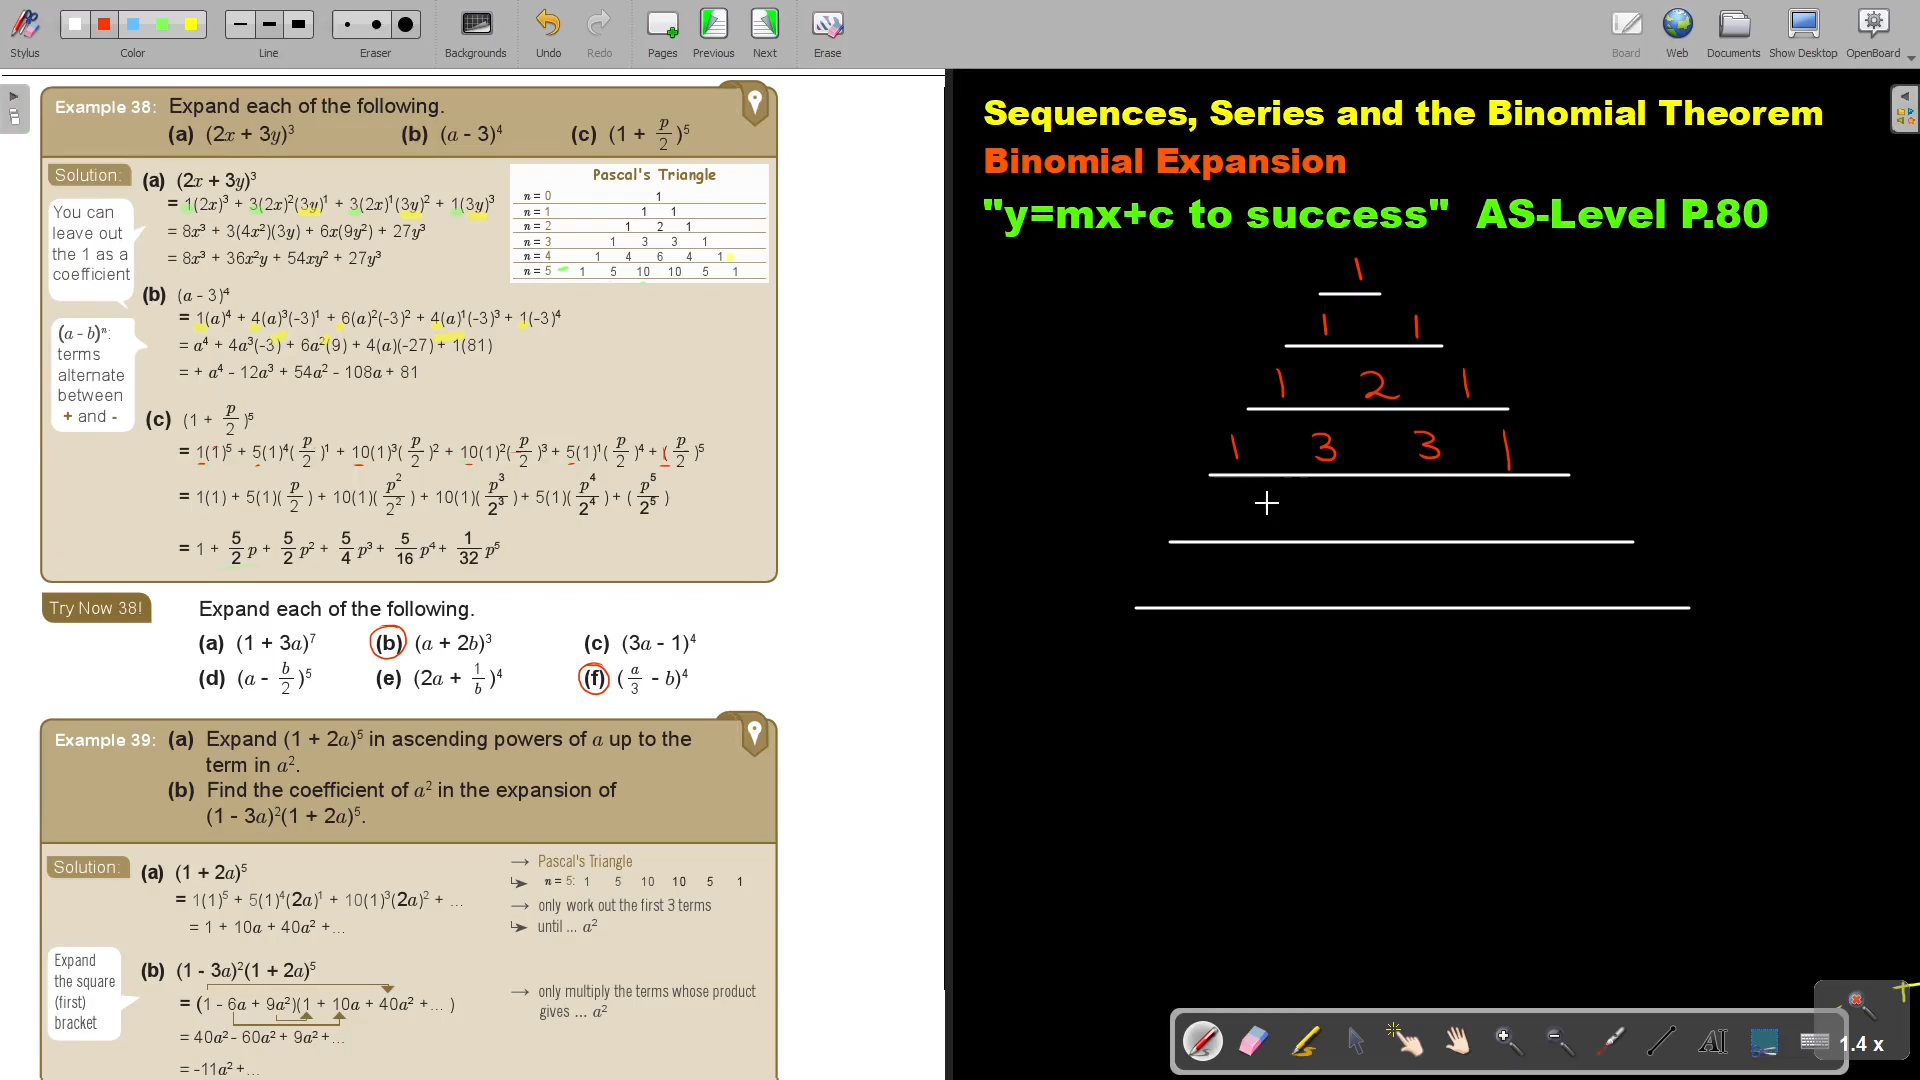 Stylus Color Line Eraser Backgrounds Undo Redo Pages Previous Next Erase Board Web Documents Show Desktop OpenBoard
Example 38: Expand each of the following.
(a) (2x + 3y)³ (b) (a - 3)⁴ (c) (1 + p/2)⁵
Solution:
You can
leave out
the 1 as a
coefficient
(a) (2x + 3y)³
= 1(2x)³ + 3(2x)²(3y)¹ + 3(2x)¹(3y)² + 1(3y)³
= 8x³ + 3(4x²)(3y) + 6x(9y²) + 27y³
= 8x³ + 36x²y + 54xy² + 27y³
Pascal's Triangle
n = 0 1
n = 1 1 1
n = 2 1 2 1
n = 3 1 3 3 1
n = 4 1 4 6 4 1
n = 5 1 5 10 10 5 1
(a - b)ⁿ:
terms
alternate
between
+ and -
(b) (a - 3)⁴
= 1(a)⁴ + 4(a)³(-3)¹ + 6(a)²(-3)² + 4(a)¹(-3)³ + 1(-3)⁴
= a⁴ + 4a³(-3) + 6a²(9) + 4(a)(-27) + 1(81)
= + a⁴ - 12a³ + 54a² - 108a + 81
(c) (1 + p/2)⁵
= 1(1)⁵ + 5(1)⁴(p/2)¹ + 10(1)³(p/2)² + 10(1)²(p/2)³ + 5(1)¹(p/2)⁴ + (p/2)⁵
= 1(1) + 5(1)(p/2) + 10(1)(p²/2²) + 10(1)(p³/2³) + 5(1)(p⁴/2⁴) + (p⁵/2⁵)
= 1 + 5/2 p + 5/2 p² + 5/4 p³ + 5/16 p⁴ + 1/32 p⁵
Try Now 38! Expand each of the following.
(a) (1 + 3a)⁷ (b) (a + 2b)³ (c) (3a - 1)⁴
(d) (a - b/2)⁵ (e) (2a + 1/b)⁴ (f) (a/3 - b)⁴
Example 39: (a) Expand (1 + 2a)⁵ in ascending powers of a up to the
term in a².
(b) Find the coefficient of a² in the expansion of
(1 - 3a)²(1 + 2a)⁵.
Solution:
(a) (1 + 2a)⁵
= 1(1)⁵ + 5(1)⁴(2a)¹ + 10(1)³(2a)² + ...
= 1 + 10a + 40a² + ...
→ Pascal's Triangle
↳ n = 5: 1 5 10 10 5 1
→ only work out the first 3 terms
↳ until ... a²
Expand
the square
(first)
bracket
(b) (1 - 3a)²(1 + 2a)⁵
= (1 - 6a + 9a²)(1 + 10a + 40a² + ... )
= 40a² - 60a² + 9a² + ...
= -11a² + ...
→ only multiply the terms whose product
gives ... a²
Sequences, Series and the Binomial Theorem
Binomial Expansion
"y=mx+c to success" AS-Level P.80
1
1 1
1 2 1
1 3 3 1
AI 1.4 x